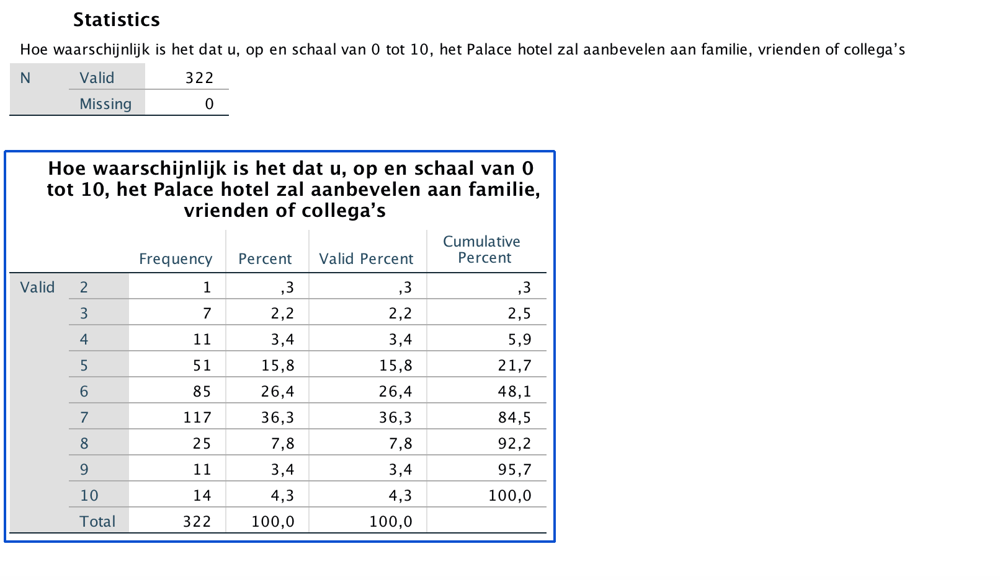 Statistics
Hoe waarschijnlijk is het dat u, op en schaal van 0 tot 10, het Palace hotel zal aanbevelen aan familie, vrienden of collega’s
N Valid 322
Missing 0
Hoe waarschijnlijk is het dat u, op en schaal van 0
tot 10, het Palace hotel zal aanbevelen aan familie,
vrienden of collega’s
Frequency Percent Valid Percent Cumulative
Percent
Valid 2 1 ,3 ,3 ,3
3 7 2,2 2,2 2,5
4 11 3,4 3,4 5,9
5 51 15,8 15,8 21,7
6 85 26,4 26,4 48,1
7 117 36,3 36,3 84,5
8 25 7,8 7,8 92,2
9 11 3,4 3,4 95,7
10 14 4,3 4,3 100,0
Total 322 100,0 100,0